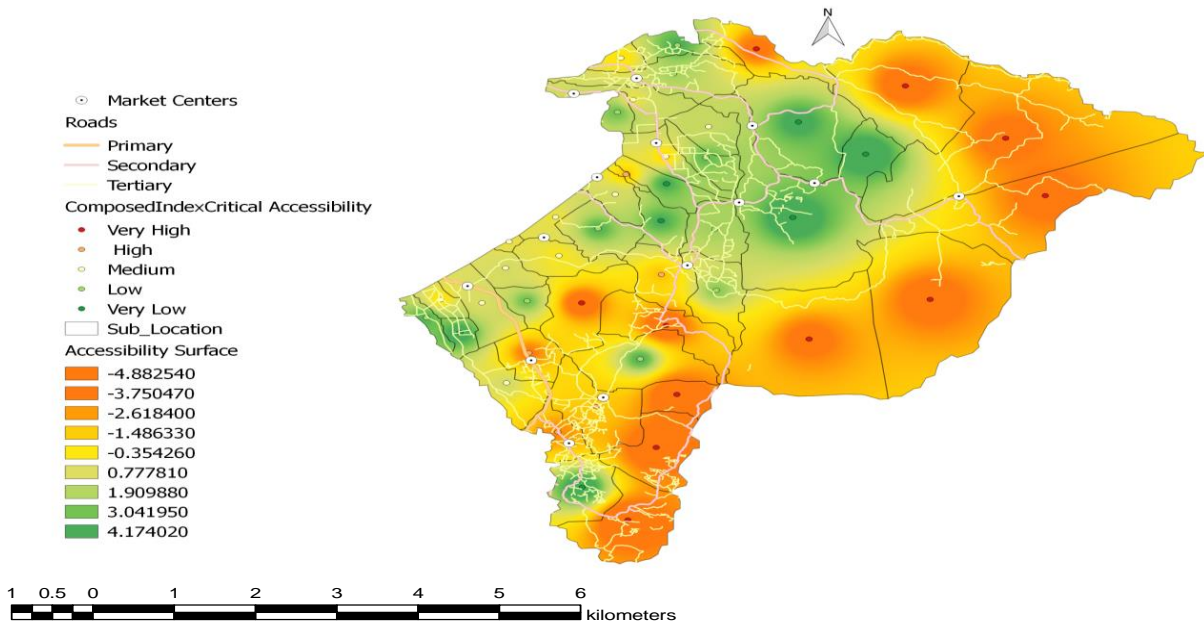 N
Market Centers
Roads
Primary
Secondary
Tertiary
ComposedIndexCritical Accessibility
Very High
High
Medium
Low
Very Low
Sub_Location
Accessibility Surface
-4.882540
-3.750470
-2.618400
-1.486330
-0.354260
0.777810
1.909880
3.041950
4.174020
1 0.5 0 1 2 3 4 5 6
kilometers